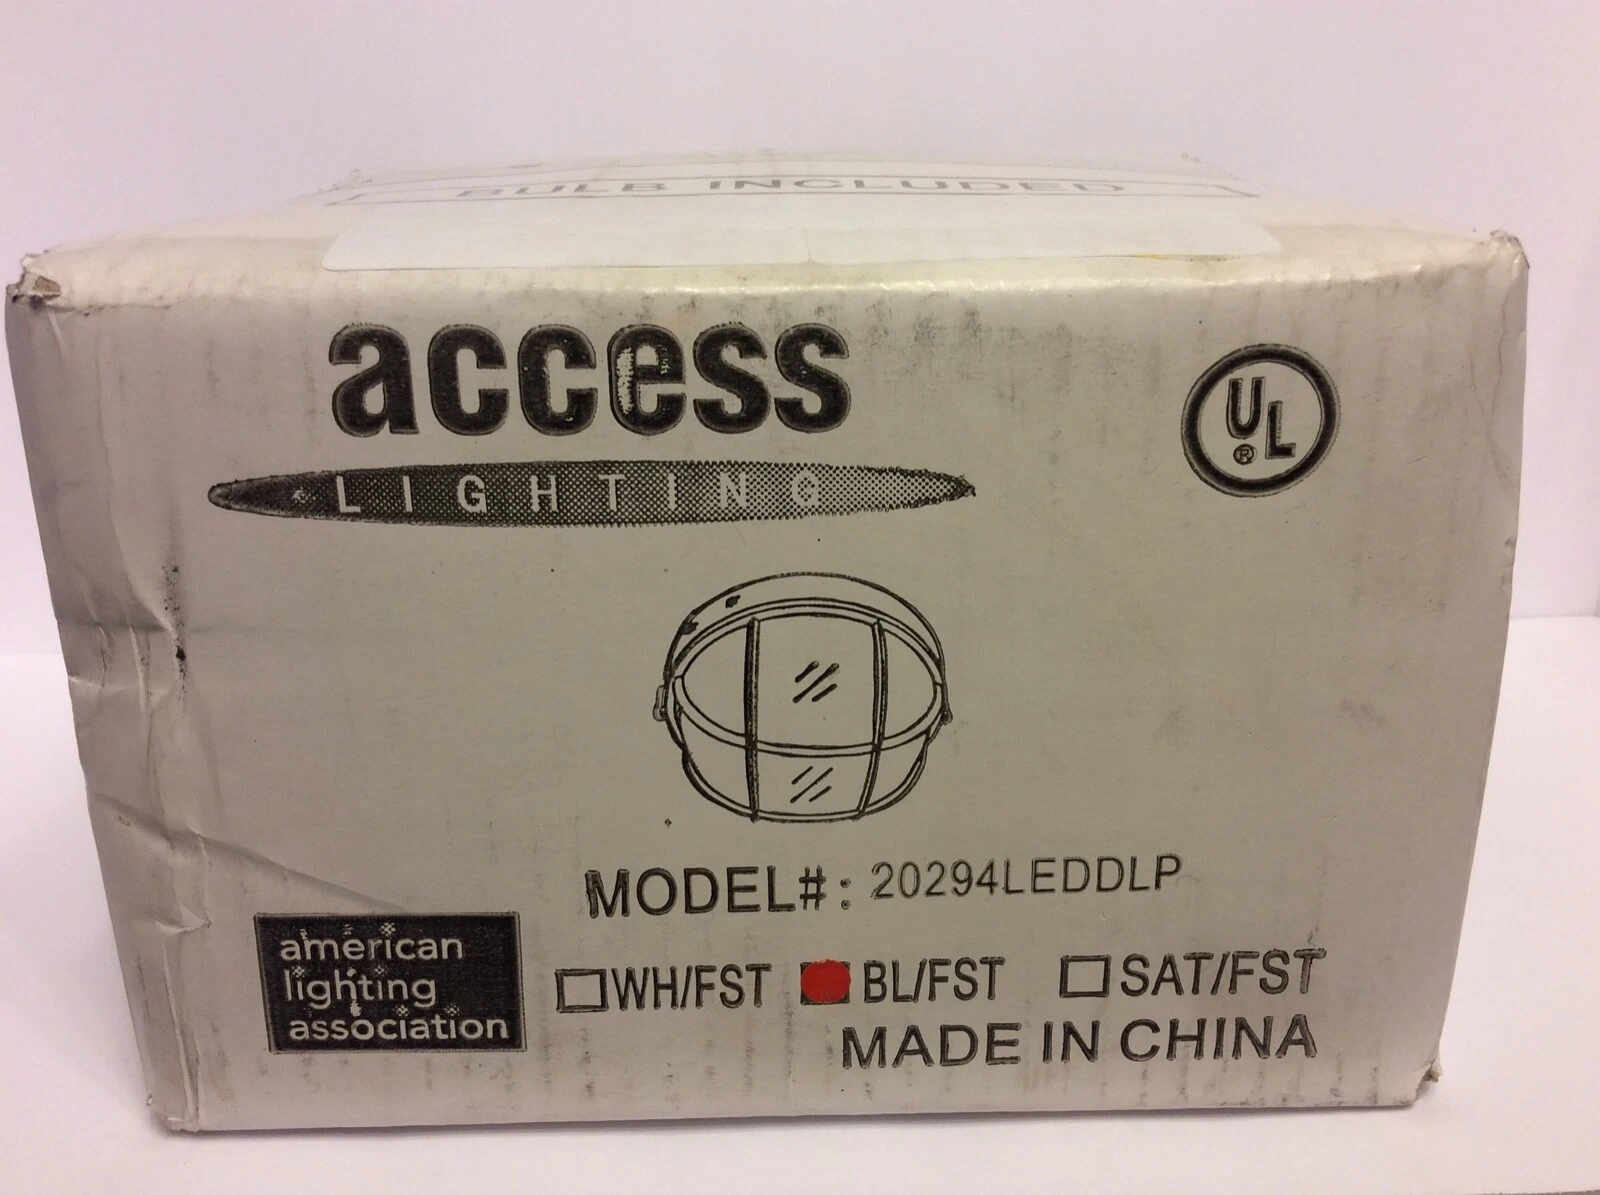 BULB INCLUDED
access
LIGHTING
UL
®
MODEL#: 20294LEDDLP
american
lighting
association
WH/FST BL/FST SAT/FST
MADE IN CHINA